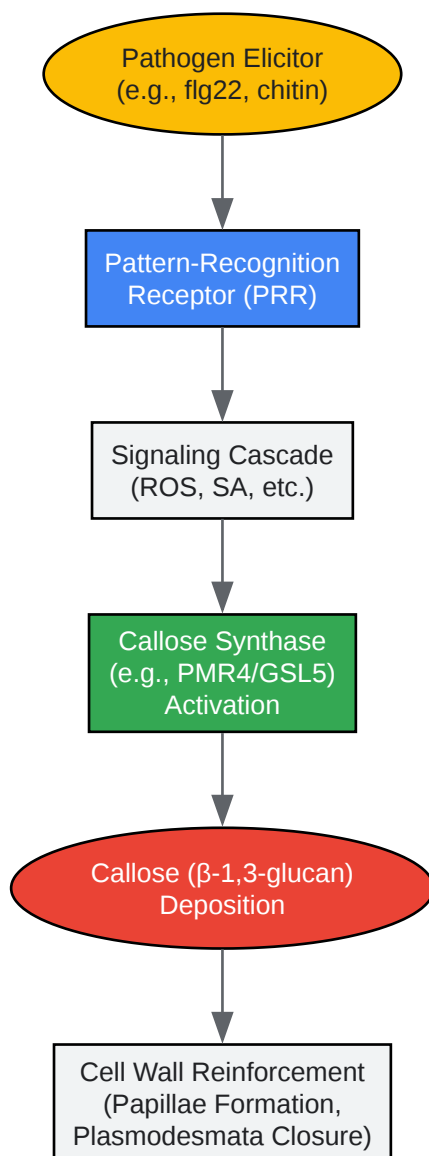 Pathogen Elicitor
(e.g., flg22, chitin)
Pattern-Recognition
Receptor (PRR)
Signaling Cascade
(ROS, SA, etc.)
Callose Synthase
(e.g., PMR4/GSL5)
Activation
Callose (β-1,3-glucan)
Deposition
Cell Wall Reinforcement
(Papillae Formation,
Plasmodesmata Closure)